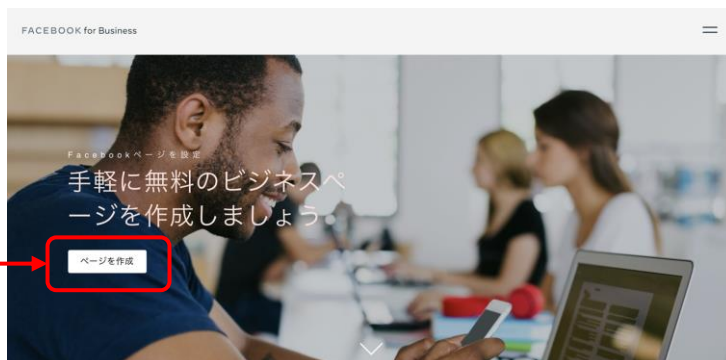 FACEBOOK for Business
Facebookページを設定
手軽に無料のビジネスペ
ージを作成しましょう。
ページを作成